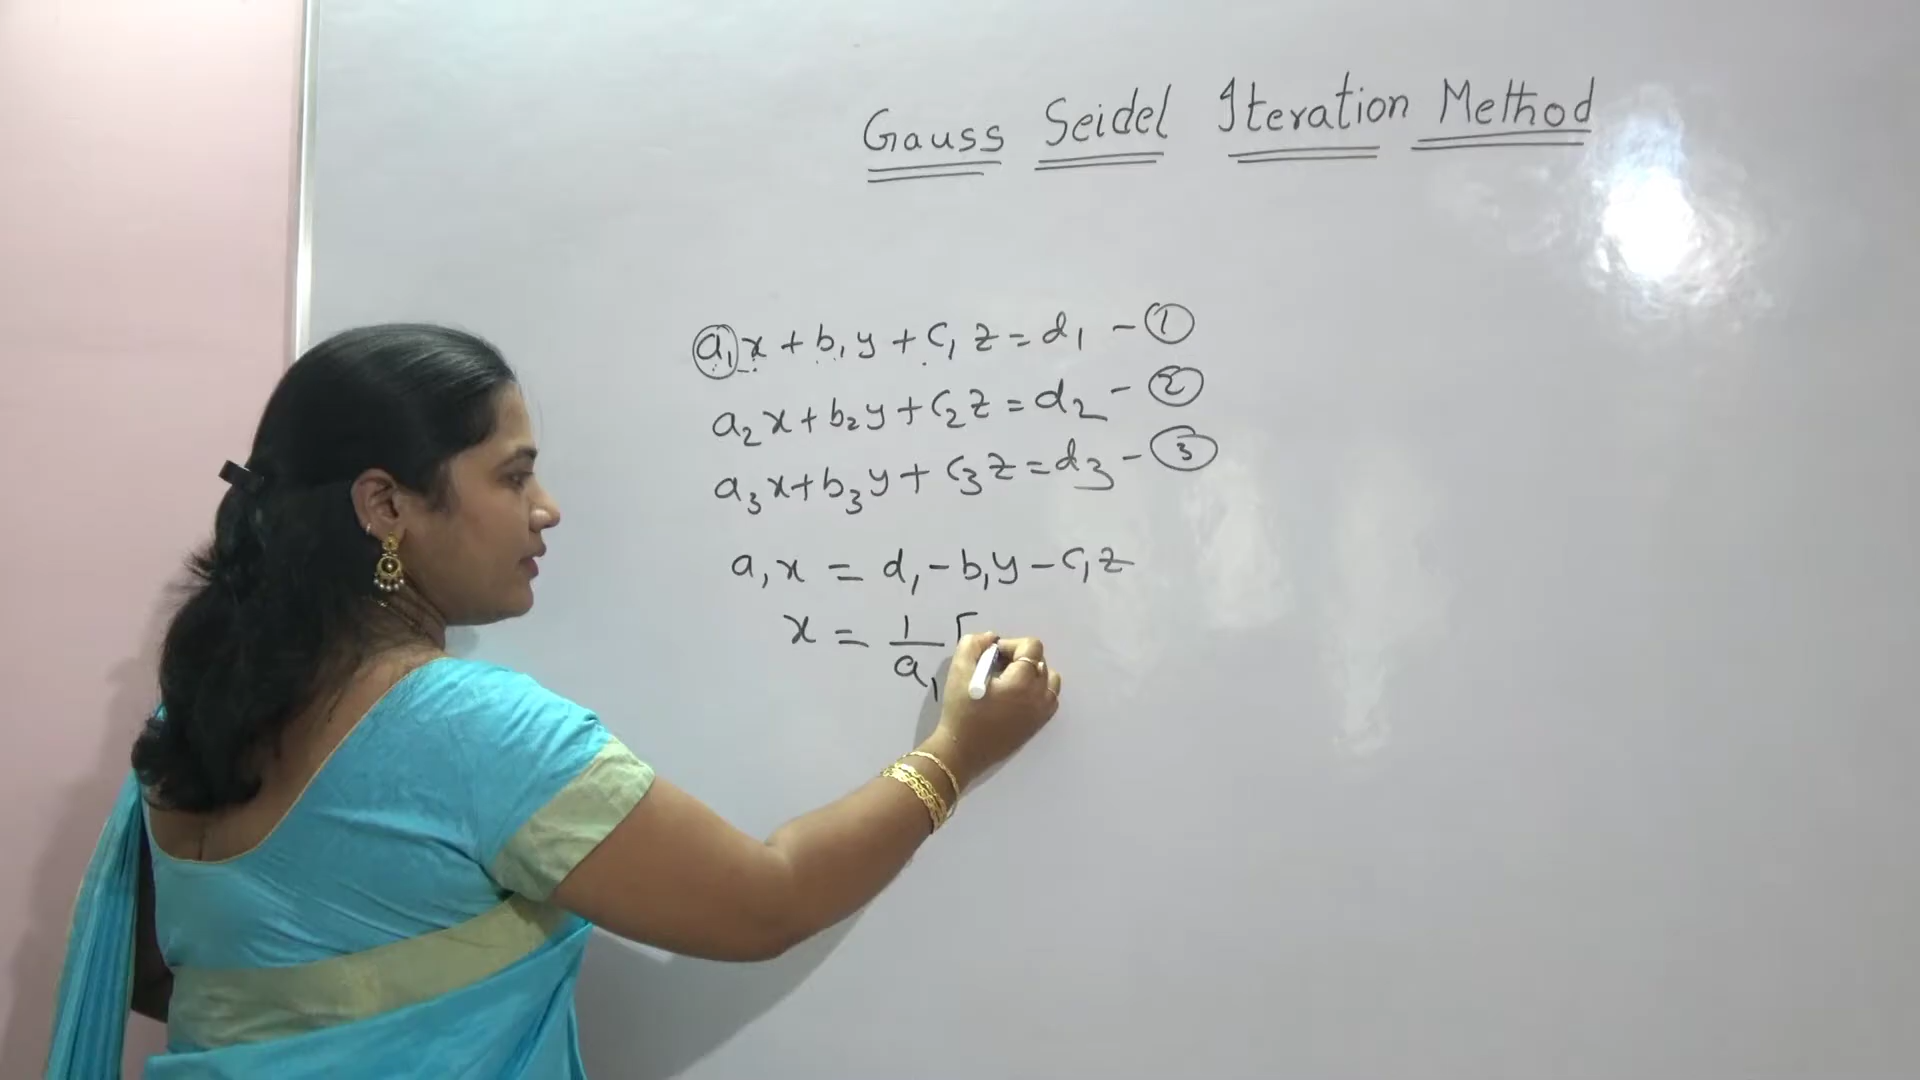 Gauss Seidel Iteration Method
a₁x + b₁y + c₁z = d₁ - ①
a₂x + b₂y + c₂z = d₂ - ②
a₃x + b₃y + c₃z = d₃ - ③
a₁x = d₁ - b₁y - c₁z
x = 1/a₁ [